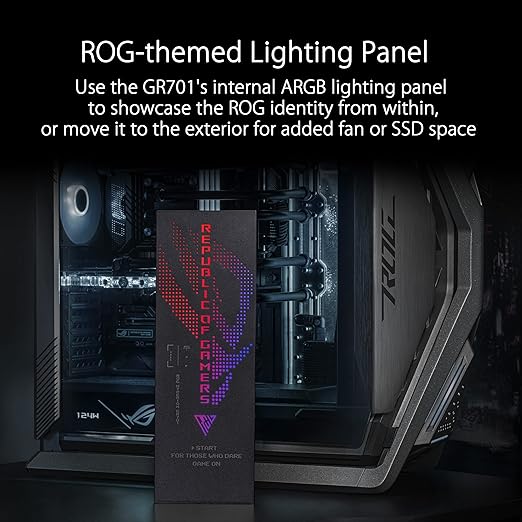 ROG-themed Lighting Panel
Use the GR701's internal ARGB lighting panel
to showcase the ROG identity from within,
or move it to the exterior for added fan or SSD space
REPUBLIC OF GAMERS
ROG
124W
START
FOR THOSE WHO DARE
GAME ON